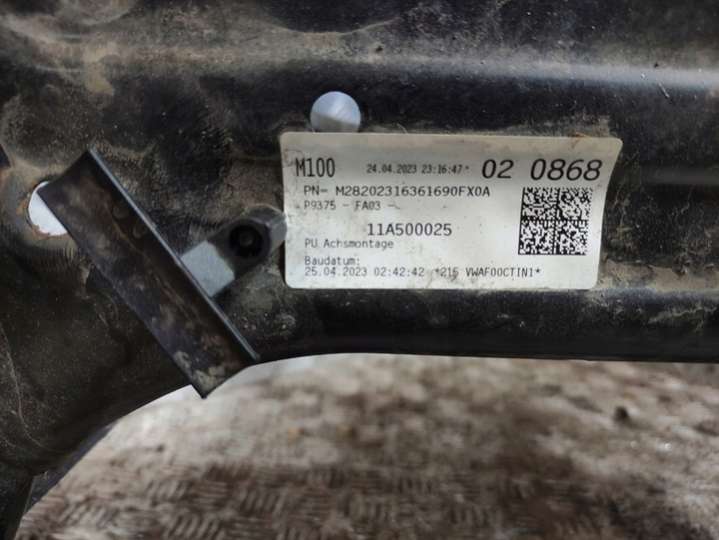 M100 24.04.2023 23:16:47* 02 0868
PN= M28202316361690FX0A
P9375 - FA03 -
11A500025
PU Achsmontage
Baudatum:
25.04.2023 02:42:42 *215 VWAF00CTIN1*